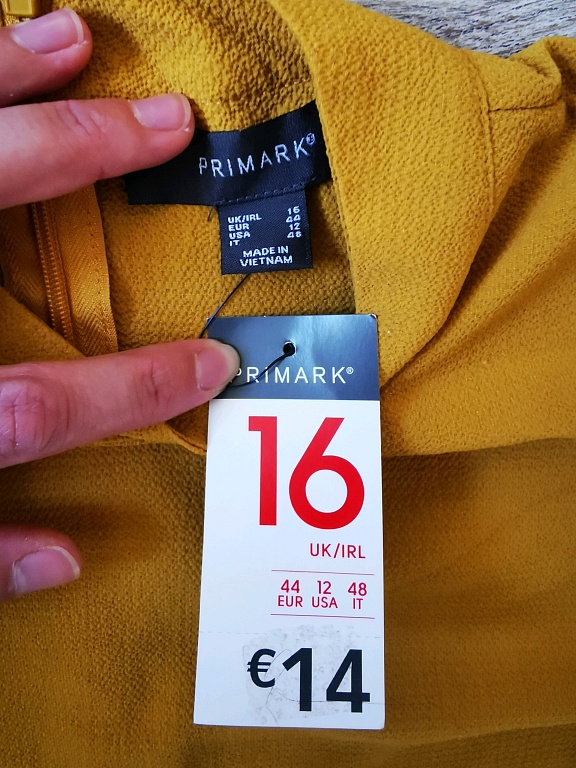 PRIMARK®
UK/IRL 16
EUR 44
USA 12
IT 48
MADE IN
VIETNAM
PRIMARK®
16
UK/IRL
44 12 48
EUR USA IT
€14